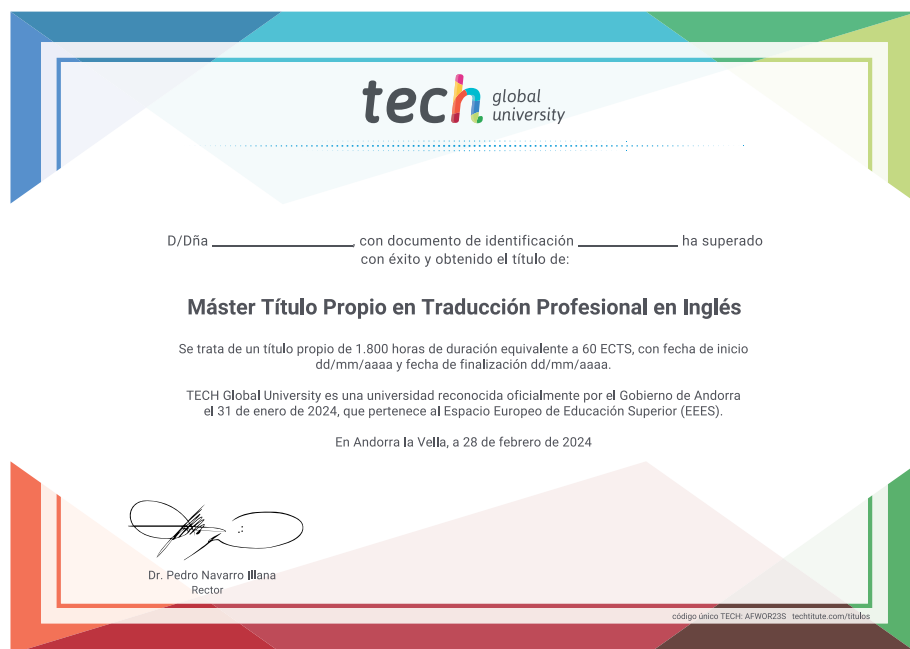 tech global university
D/Dña ______________, con documento de identificación __________ ha superado
con éxito y obtenido el título de:
Máster Título Propio en Traducción Profesional en Inglés
Se trata de un título propio de 1.800 horas de duración equivalente a 60 ECTS, con fecha de inicio
dd/mm/aaaa y fecha de finalización dd/mm/aaaa.
TECH Global University es una universidad reconocida oficialmente por el Gobierno de Andorra
el 31 de enero de 2024, que pertenece al Espacio Europeo de Educación Superior (EEES).
En Andorra la Vella, a 28 de febrero de 2024
Dr. Pedro Navarro Illana
Rector
código único TECH: AFWOR23S techtitute.com/titulos